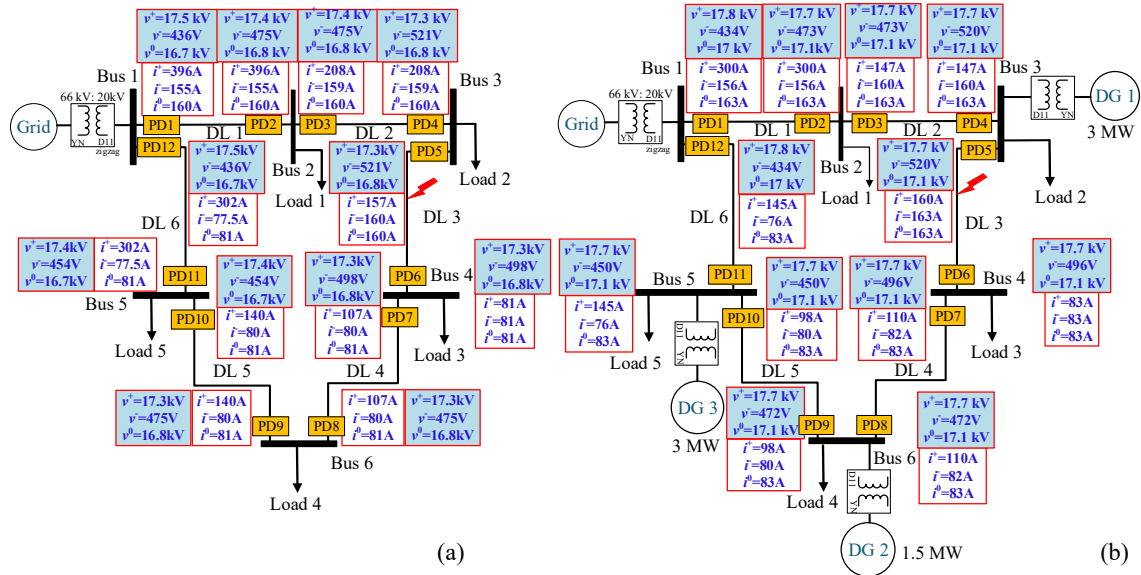 v⁺=17.5 kV
v⁻=436V
v⁰=16.7 kV
i⁺=396A
i⁻=155A
i⁰=160A
v⁺=17.4 kV
v⁻=475V
v⁰=16.8 kV
i⁺=396A
i⁻=155A
i⁰=160A
v⁺=17.4 kV
v⁻=475V
v⁰=16.8 kV
i⁺=208A
i⁻=159A
i⁰=160A
v⁺=17.3 kV
v⁻=521V
v⁰=16.8 kV
i⁺=208A
i⁻=159A
i⁰=160A
Bus 1
Bus 3
66 kV: 20kV
Grid
YN
D11
zigzag
PD1
DL 1
PD2
PD3
DL 2
PD4
PD12
PD5
Bus 2
Load 1
Load 2
v⁺=17.5kV
v⁻=436V
v⁰=16.7kV
i⁺=302A
i⁻=77.5A
i⁰=81A
v⁺=17.3kV
v⁻=521V
v⁰=16.8kV
i⁺=157A
i⁻=160A
i⁰=160A
DL 6
DL 3
v⁺=17.4kV
v⁻=454V
v⁰=16.7kV
i⁺=302A
i⁻=77.5A
i⁰=81A
PD11
Bus 5
PD10
Load 5
v⁺=17.4kV
v⁻=454V
v⁰=16.7kV
i⁺=140A
i⁻=80A
i⁰=81A
v⁺=17.3kV
v⁻=498V
v⁰=16.8kV
i⁺=107A
i⁻=80A
i⁰=81A
PD6
Bus 4
PD7
Load 3
v⁺=17.3kV
v⁻=498V
v⁰=16.8kV
i⁺=81A
i⁻=81A
i⁰=81A
DL 5
DL 4
v⁺=17.3kV
v⁻=475V
v⁰=16.8kV
i⁺=140A
i⁻=80A
i⁰=81A
PD9
PD8
i⁺=107A
i⁻=80A
i⁰=81A
v⁺=17.3kV
v⁻=475V
v⁰=16.8kV
Bus 6
Load 4
(a)
v⁺=17.8 kV
v⁻=434V
v⁰=17 kV
i⁺=300A
i⁻=156A
i⁰=163A
v⁺=17.7 kV
v⁻=473V
v⁰=17.1kV
i⁺=300A
i⁻=156A
i⁰=163A
v⁺=17.7 kV
v⁻=473V
v⁰=17.1 kV
i⁺=147A
i⁻=160A
i⁰=163A
v⁺=17.7 kV
v⁻=520V
v⁰=17.1 kV
i⁺=147A
i⁻=160A
i⁰=163A
Bus 1
Bus 3
66 kV: 20kV
Grid
YN
D11
zigzag
D11
YN
DG 1
3 MW
PD1
DL 1
PD2
PD3
DL 2
PD4
PD12
PD5
Bus 2
Load 1
Load 2
v⁺=17.8 kV
v⁻=434V
v⁰=17 kV
i⁺=145A
i⁻=76A
i⁰=83A
v⁺=17.7 kV
v⁻=520V
v⁰=17.1 kV
i⁺=160A
i⁻=163A
i⁰=163A
DL 6
DL 3
v⁺=17.7 kV
v⁻=450V
v⁰=17.1 kV
i⁺=145A
i⁻=76A
i⁰=83A
PD11
Bus 5
PD10
Load 5
v⁺=17.7 kV
v⁻=450V
v⁰=17.1 kV
i⁺=98A
i⁻=80A
i⁰=83A
v⁺=17.7 kV
v⁻=496V
v⁰=17.1 kV
i⁺=110A
i⁻=82A
i⁰=83A
PD6
Bus 4
PD7
Load 3
v⁺=17.7 kV
v⁻=496V
v⁰=17.1 kV
i⁺=83A
i⁻=83A
i⁰=83A
D11
YN
DG 3
3 MW
DL 5
DL 4
v⁺=17.7 kV
v⁻=472V
v⁰=17.1 kV
i⁺=98A
i⁻=80A
i⁰=83A
PD9
PD8
v⁺=17.7 kV
v⁻=472V
v⁰=17.1 kV
i⁺=110A
i⁻=82A
i⁰=83A
Bus 6
Load 4
D11
YN
DG 2
1.5 MW
(b)